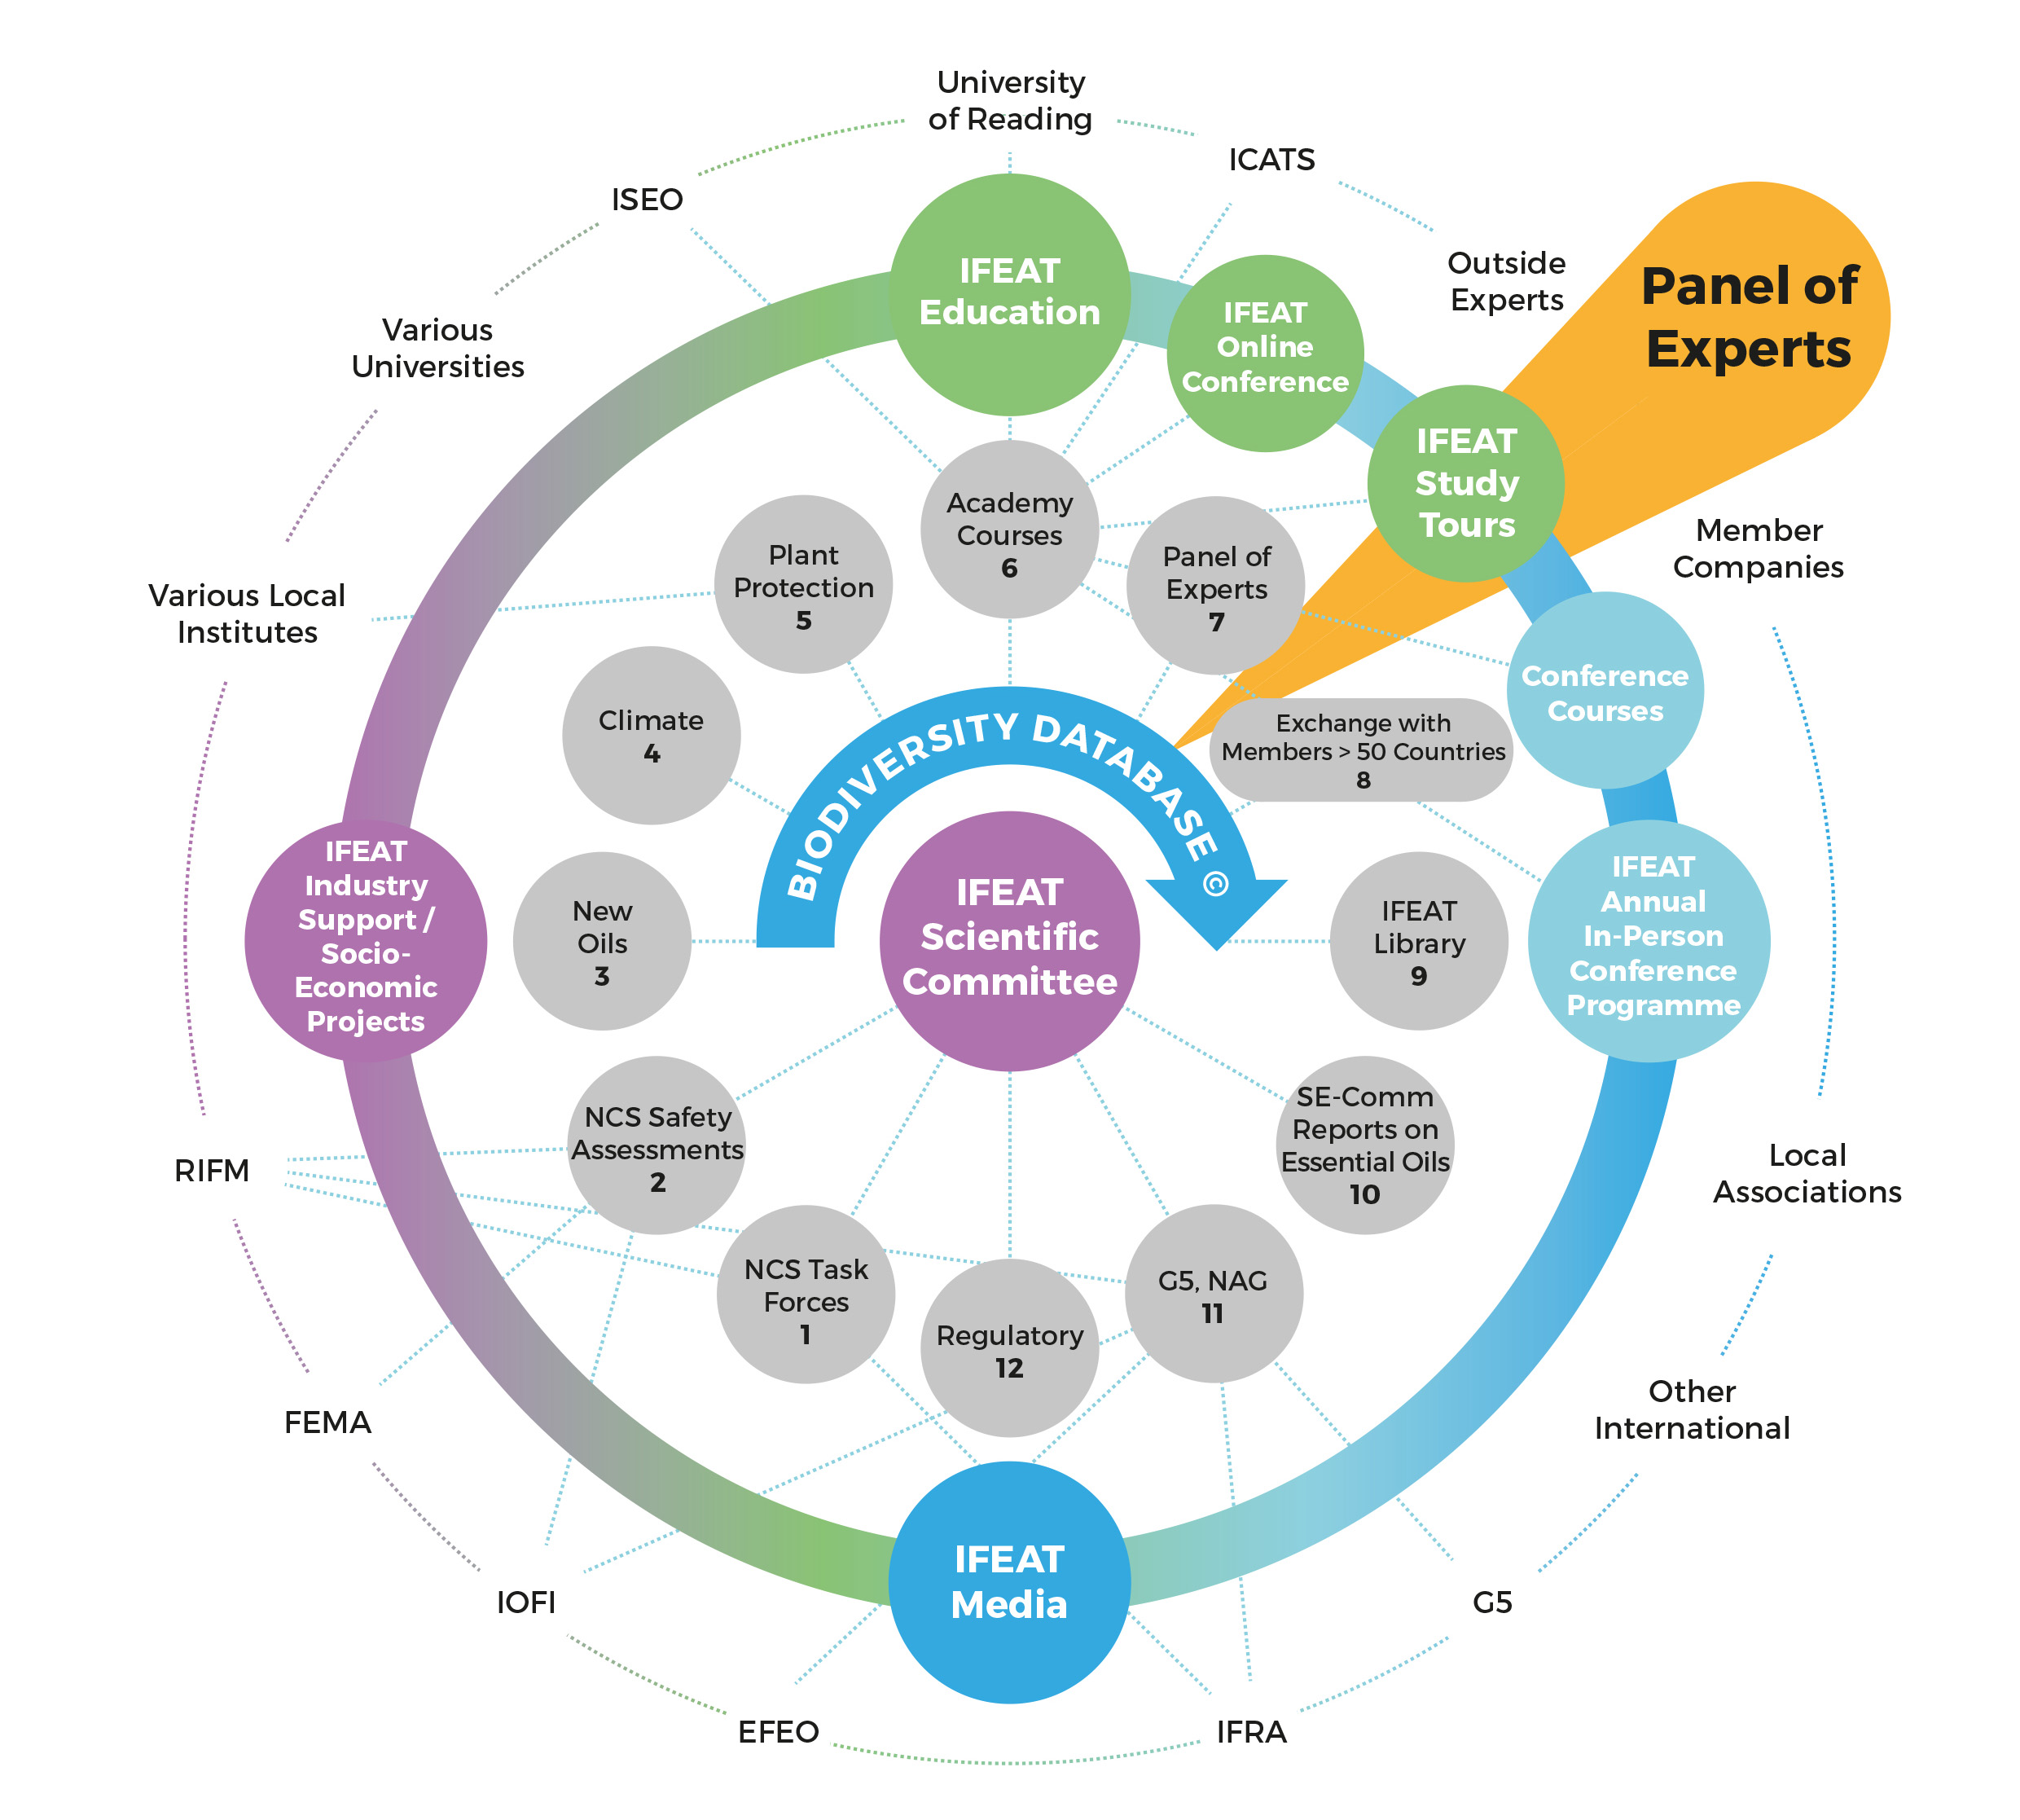 University
of Reading
ICATS
ISEO
Outside
Experts
Panel of
Experts
Various
Universities
IFEAT
Education
IFEAT
Online
Conference
IFEAT
Study
Tours
Member
Companies
Various Local
Institutes
Academy
Courses
6
Plant
Protection
5
Panel of
Experts
7
Climate
4
Conference
Courses
Exchange with
Members > 50 Countries
8
BIODIVERSITY DATABASE ©
IFEAT
Industry
Support /
Socio-
Economic
Projects
New
Oils
3
IFEAT
Scientific
Committee
IFEAT
Library
9
IFEAT
Annual
In-Person
Conference
Programme
RIFM
NCS Safety
Assessments
2
SE-Comm
Reports on
Essential Oils
10
Local
Associations
NCS Task
Forces
1
Regulatory
12
G5, NAG
11
FEMA
Other
International
IOFI
IFEAT
Media
G5
EFEO
IFRA